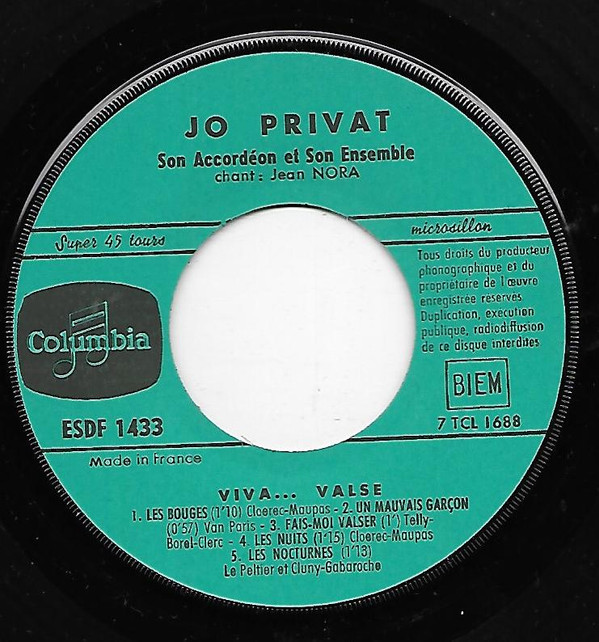 JO PRIVAT
Son Accordéon et Son Ensemble
chant : Jean NORA
Super 45 tours
microsillon
Tous droits du producteur
phonographique et du
propriétaire de l'œuvre
enregistrée réservés
Duplication, execution
publique, radiodiffusion
de ce disque interdites
Columbia
BIEM
ESDF 1433
7 TCL 1688
Made in France
VIVA... VALSE
1. LES BOUGES (1'10) Cloerec-Maupas - 2. UN MAUVAIS GARÇON
(0'57) Van Paris - 3. FAIS-MOI VALSER (1') Telly-
Borel-Clerc - 4. LES NUITS (1'15) Cloerec-Maupas
5. LES NOCTURNES (1'13)
Le Peltier et Cluny-Gabaroche